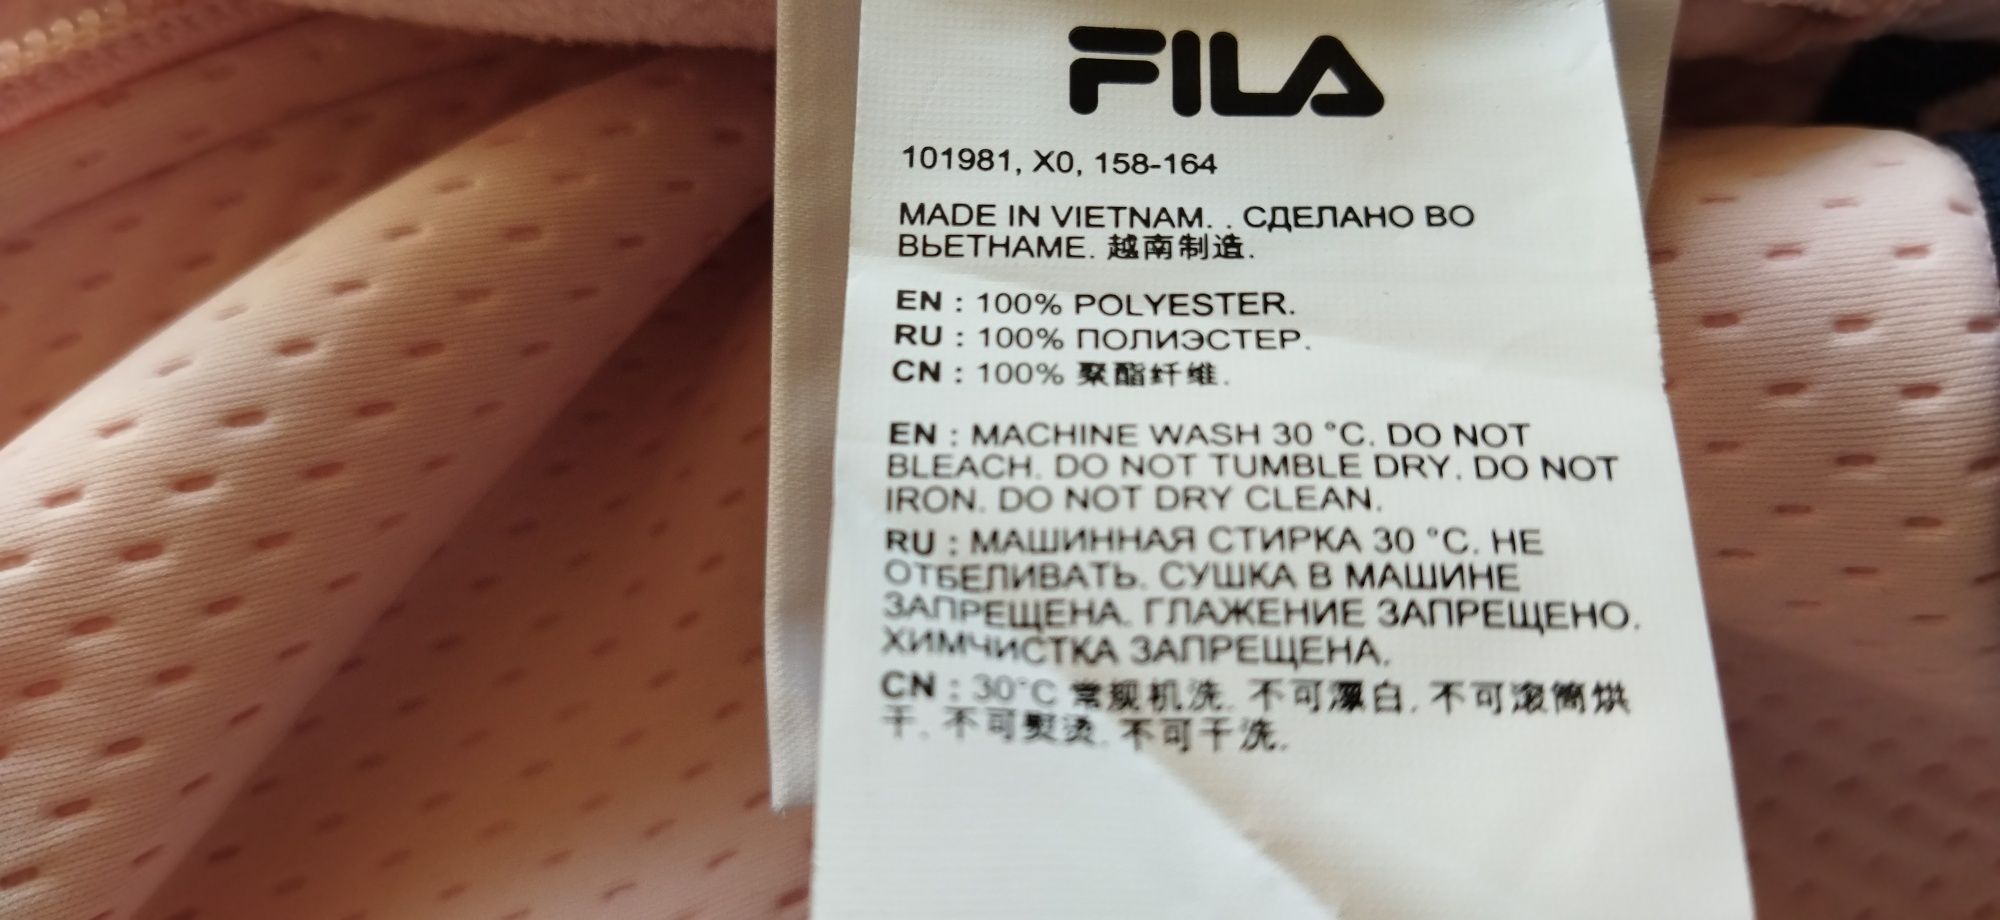 FILA
101981, X0, 158-164
MADE IN VIETNAM. . СДЕЛАНО ВО
ВЬЕТНАМЕ. 越南制造.
EN : 100% POLYESTER.
RU : 100% ПОЛИЭСТЕР.
CN : 100% 聚酯纤维.
EN : MACHINE WASH 30 °C. DO NOT
BLEACH. DO NOT TUMBLE DRY. DO NOT
IRON. DO NOT DRY CLEAN.
RU : МАШИННАЯ СТИРКА 30 °C. НЕ
ОТБЕЛИВАТЬ. СУШКА В МАШИНЕ
ЗАПРЕЩЕНА. ГЛАЖЕНИЕ ЗАПРЕЩЕНО.
ХИМЧИСТКА ЗАПРЕЩЕНА.
CN : 30°C 常规机洗. 不可漂白. 不可滚筒烘
干. 不可熨烫. 不可干洗.